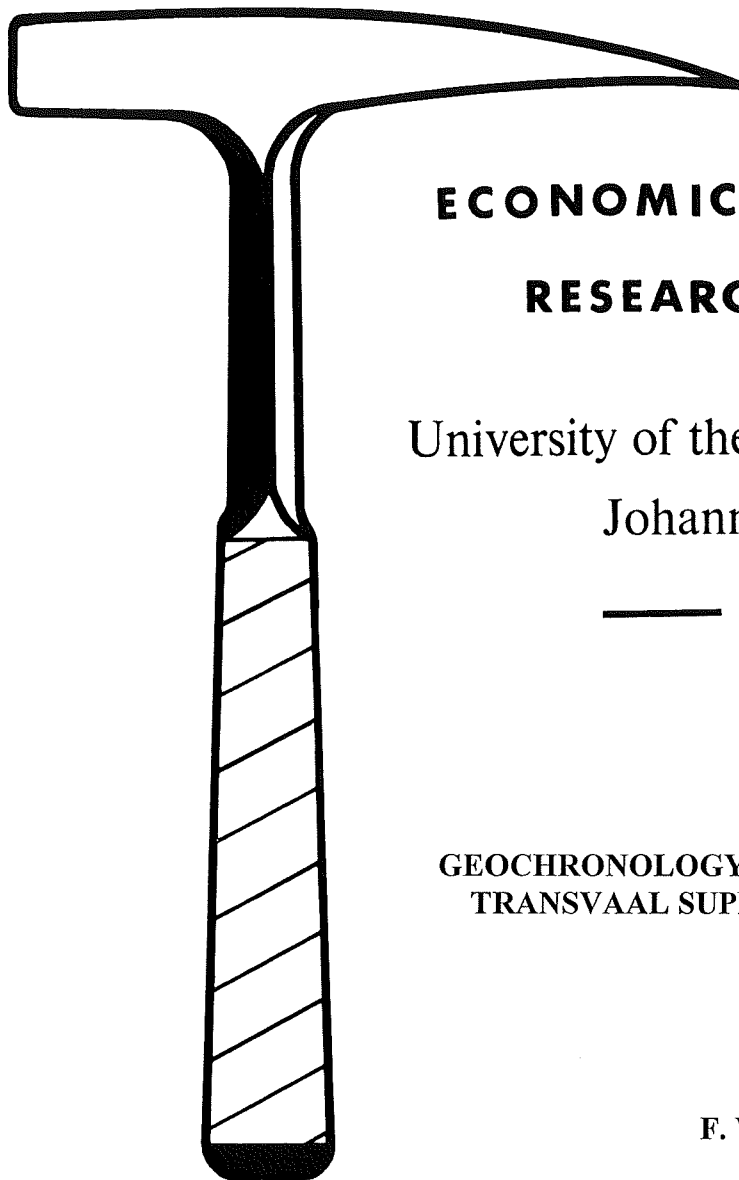 ECONOMIC
RESEARC
University of the
Johann
GEOCHRONOLOGY
TRANSVAAL SUP
F.